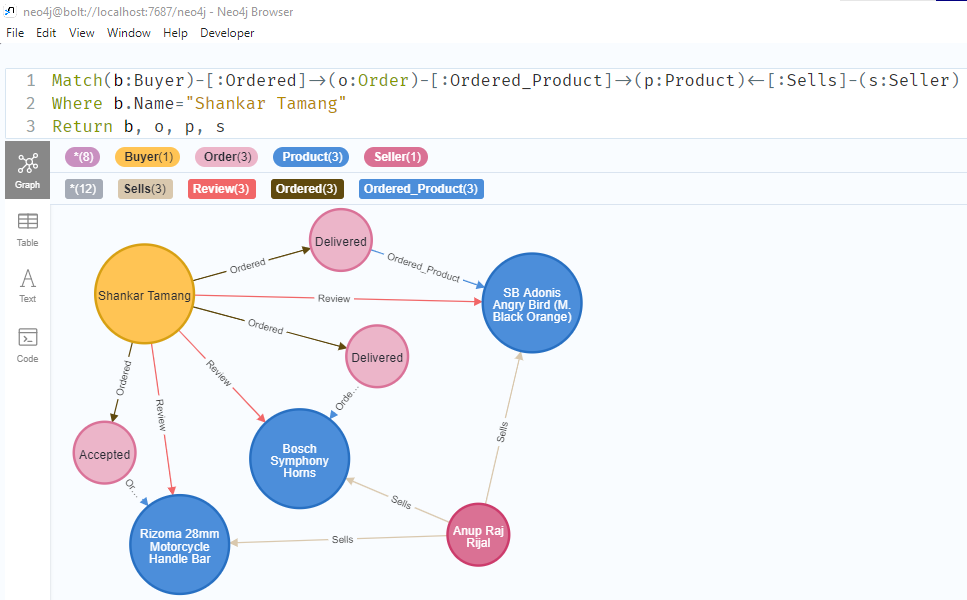 neo4j@bolt://localhost:7687/neo4j - Neo4j Browser
File Edit View Window Help Developer
1 Match(b:Buyer)-[:Ordered]→(o:Order)-[:Ordered_Product]→(p:Product)←[:Sells]-(s:Seller)
2 Where b.Name="Shankar Tamang"
3 Return b, o, p, s
Graph
*(8) Buyer(1) Order(3) Product(3) Seller(1)
*(12) Sells(3) Review(3) Ordered(3) Ordered_Product(3)
Table
Text
Code
Delivered
Ordered
Ordered_Product
Shankar Tamang
Review
SB Adonis
Angry Bird (M.
Black Orange)
Ordered
Delivered
Ordered
Review
Review
Orde...
Sells
Accepted
Or...
Bosch
Symphony
Horns
Sells
Rizoma 28mm
Motorcycle
Handle Bar
Sells
Anup Raj
Rijal